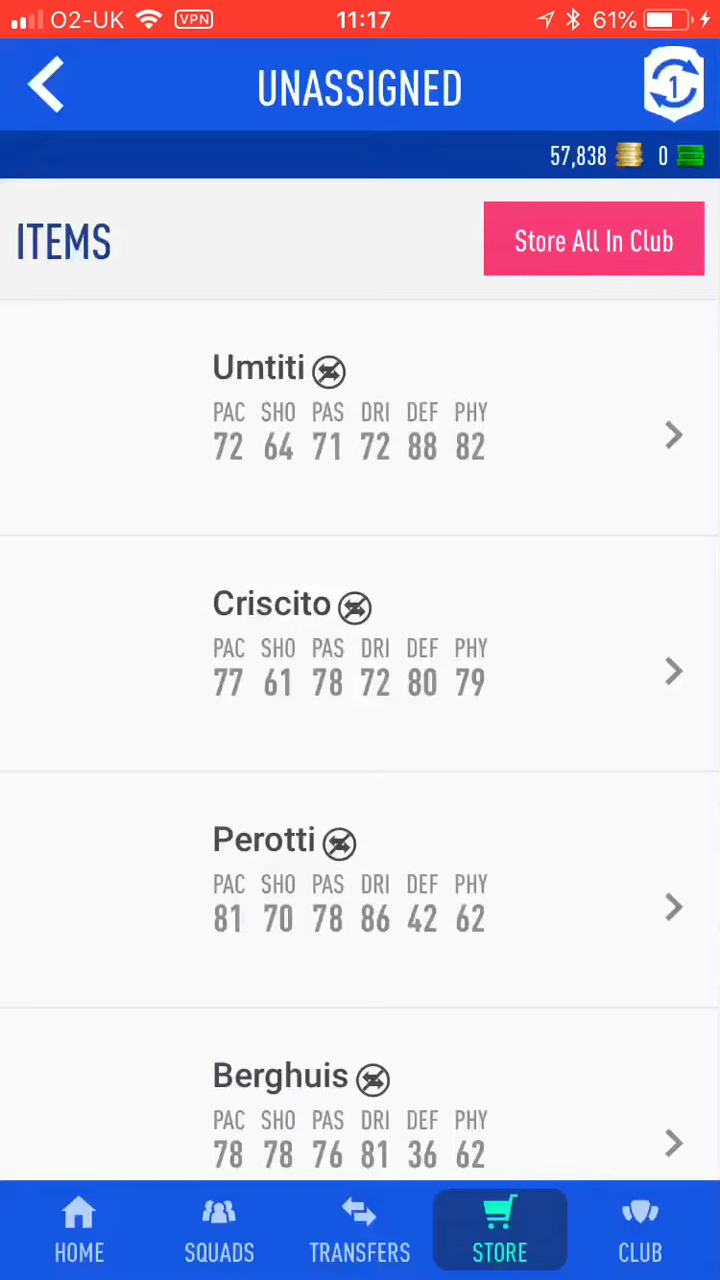 O2-UK VPN 11:17 61%
UNASSIGNED
1
57,838 0
ITEMS
Store All In Club
Umtiti
PAC SHO PAS DRI DEF PHY
72 64 71 72 88 82
Criscito
PAC SHO PAS DRI DEF PHY
77 61 78 72 80 79
Perotti
PAC SHO PAS DRI DEF PHY
81 70 78 86 42 62
Berghuis
PAC SHO PAS DRI DEF PHY
78 78 76 81 36 62
HOME SQUADS TRANSFERS STORE CLUB